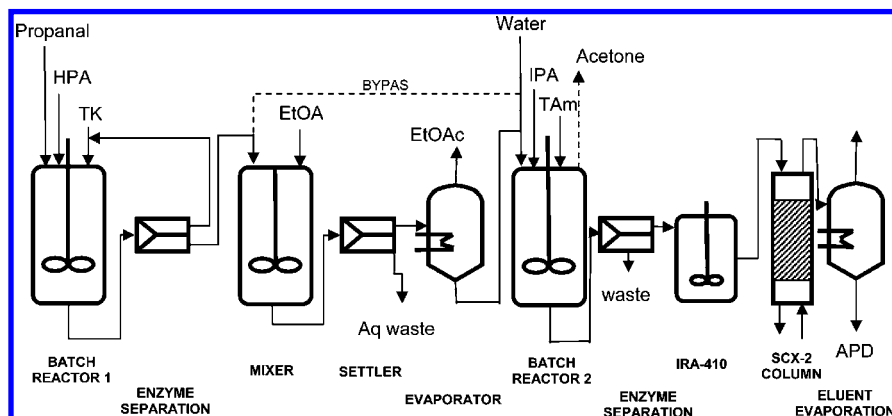 Propanal
HPA
TK
BYPAS
EtOA
EtOAc
Water
IPA
TAm
Acetone
Aq waste
waste
APD
BATCH
REACTOR 1
ENZYME
SEPARATION
MIXER
SETTLER
EVAPORATOR
BATCH
REACTOR 2
ENZYME
SEPARATION
IRA-410
SCX-2
COLUMN
ELUENT
EVAPORATION